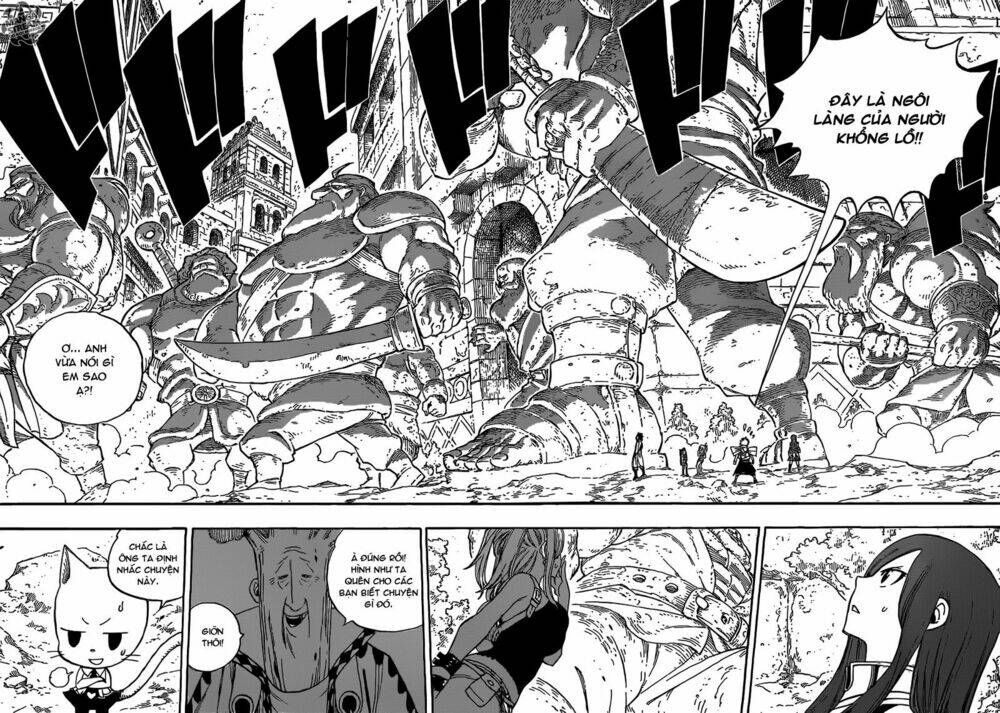 ĐÂY LÀ NGÔI
LÀNG CỦA NGƯỜI
KHỔNG LỒ!!
Ơ... ANH
VỪA NÓI GÌ
EM SAO
Ạ?!
À ĐÚNG RỒI!
HÌNH NHƯ TA
QUÊN CHO CÁC
BẠN BIẾT CHUYỆN
GÌ ĐÓ.
GIỠN
THÔI!
CHẮC LÀ
ÔNG TA ĐỊNH
NHẮC CHUYỆN
NÀY.